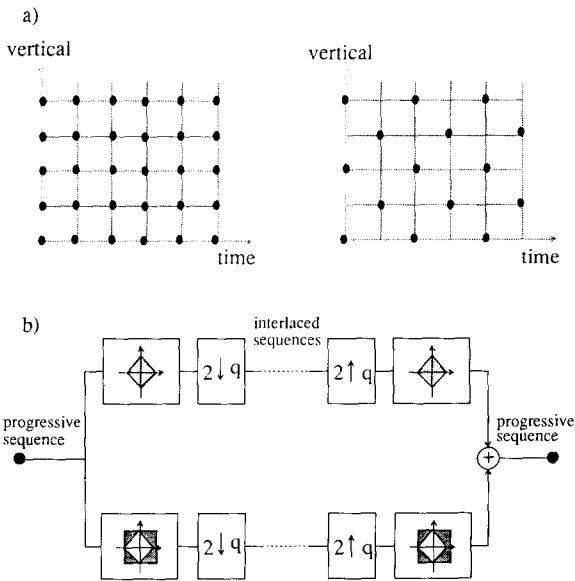 a)
vertical
vertical
time
time
b)
interlaced
sequences
2 ↓ q
2 ↑ q
progressive
sequence
progressive
sequence
+
2 ↓ q
2 ↑ q